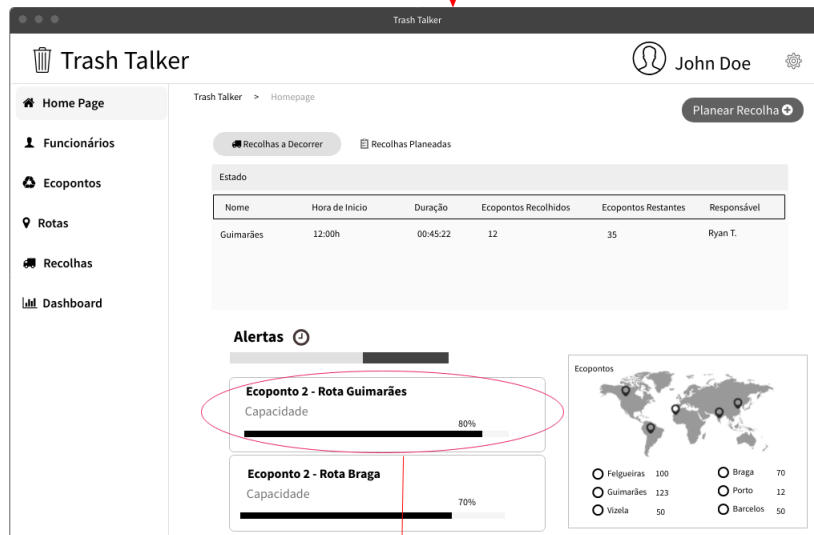 Trash Talker
Trash Talker
John Doe
Home Page
Funcionários
Ecopontos
Rotas
Recolhas
Dashboard
Trash Talker > Homepage
Planear Recolha
Recolhas a Decorrer Recolhas Planeadas
Estado
Nome Hora de Inicio Duração Ecopontos Recolhidos Ecopontos Restantes Responsável
Guimarães 12:00h 00:45:22 12 35 Ryan T.
Alertas
Ecoponto 2 - Rota Guimarães
Capacidade
80%
Ecoponto 2 - Rota Braga
Capacidade
70%
Ecopontos
Felgueiras 100 Braga 70
Guimarães 123 Porto 12
Vizela 50 Barcelos 50